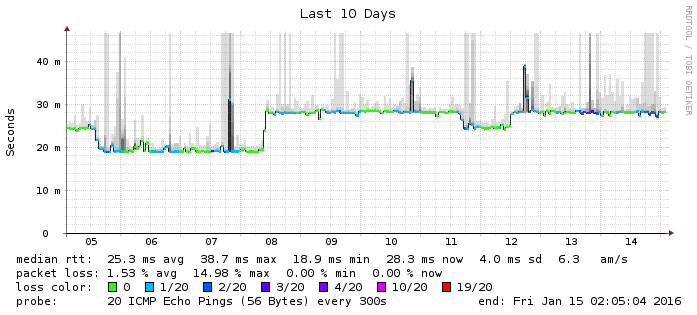 Last 10 Days
RRDTOOL / TOBI OETIKER
Seconds
40 m
30 m
20 m
10 m
0
05 06 07 08 09 10 11 12 13 14
median rtt: 25.3 ms avg 38.7 ms max 18.9 ms min 28.3 ms now 4.0 ms sd 6.3 am/s
packet loss: 1.53 % avg 14.98 % max 0.00 % min 0.00 % now
loss color: 0 1/20 2/20 3/20 4/20 10/20 19/20
probe: 20 ICMP Echo Pings (56 Bytes) every 300s end: Fri Jan 15 02:05:04 2016